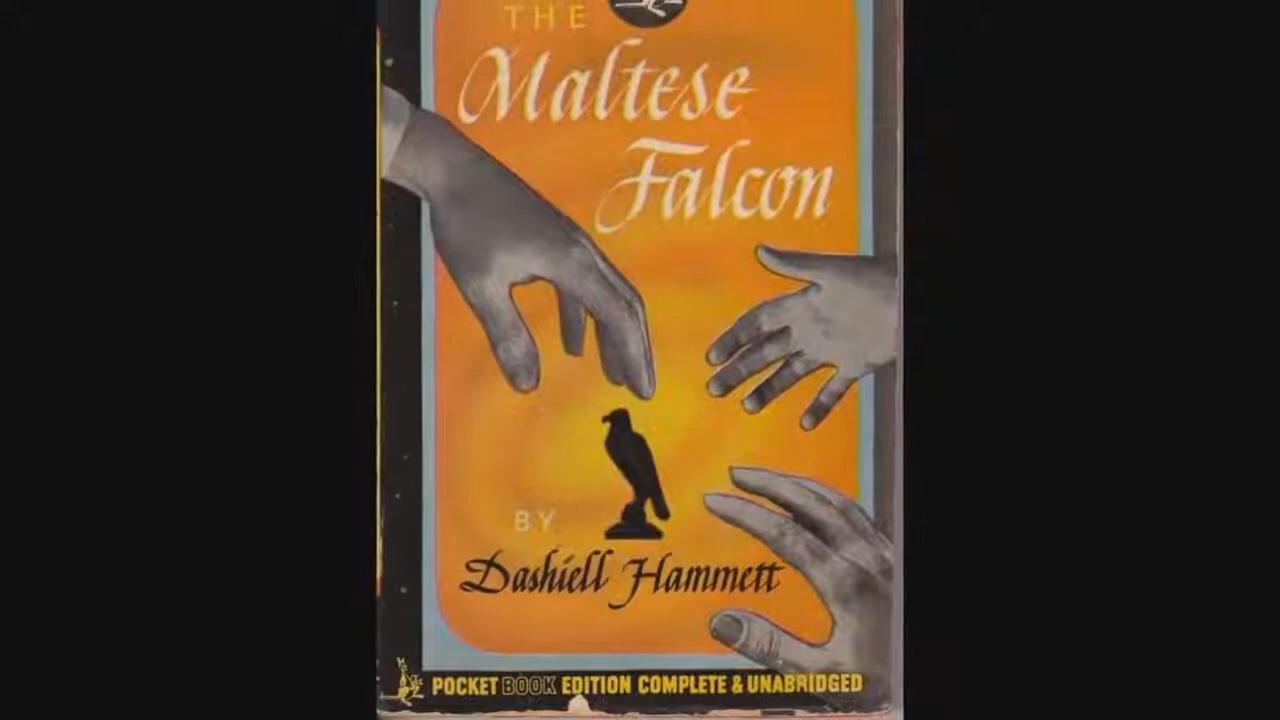 THE
Maltese
Falcon
BY
Dashiell Hammett
POCKET BOOK EDITION COMPLETE & UNABRIDGED